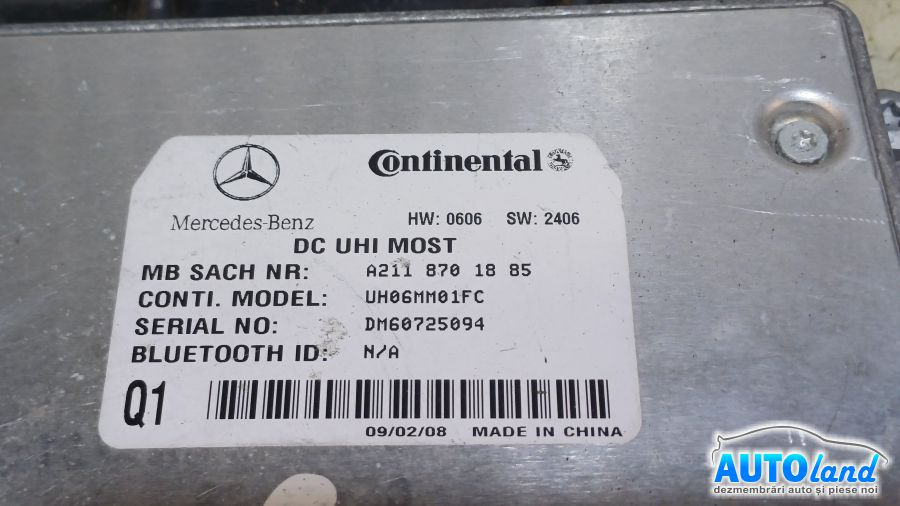 Continental
Mercedes-Benz
HW: 0606 SW: 2406
DC UHI MOST
MB SACH NR: A211 870 18 85
CONTI. MODEL: UH06MM01FC
SERIAL NO: DM60725094
BLUETOOTH ID: N/A
Q1
09/02/08 MADE IN CHINA
AUTOland
dezmembrări auto și piese noi